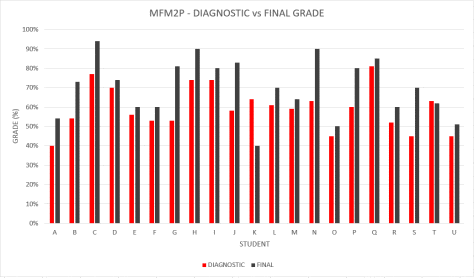 MFM2P - DIAGNOSTIC vs FINAL GRADE
100%
90%
80%
70%
60%
50%
40%
30%
20%
10%
0%
GRADE (%)
A B C D E F G H I J K L M N O P Q R S T U
STUDENT
DIAGNOSTIC FINAL